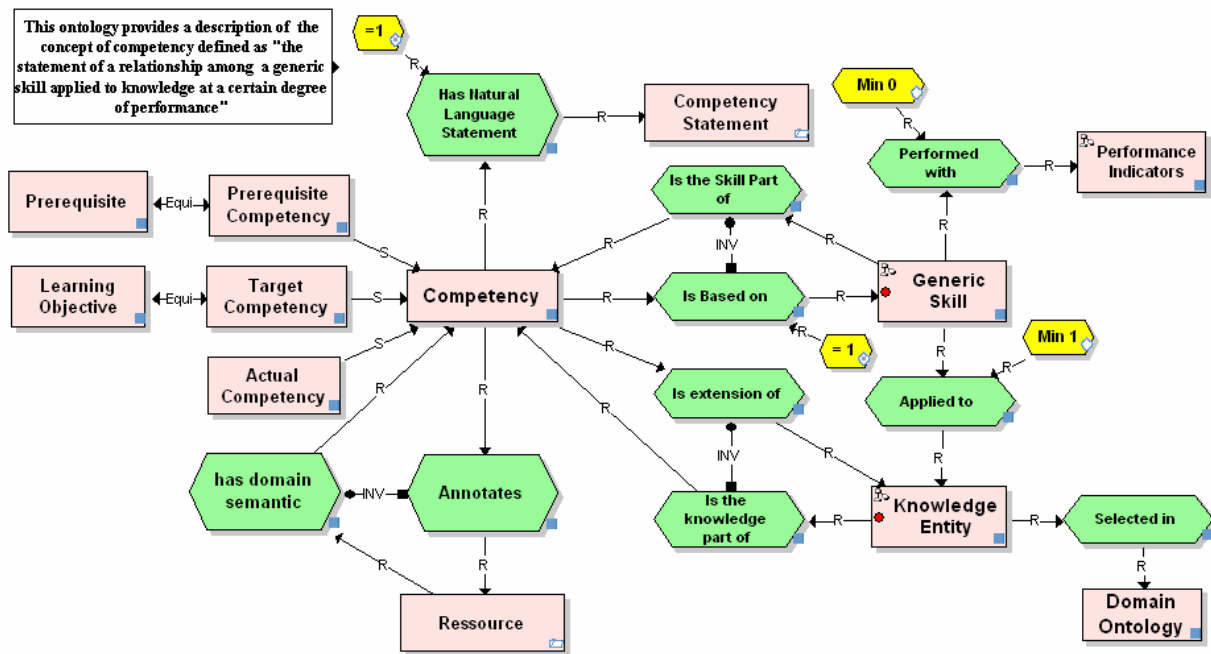 This ontology provides a description of the
concept of competency defined as "the
statement of a relationship among a generic
skill applied to knowledge at a certain degree
of performance"
=1
R
Has Natural
Language
Statement
R
Competency
Statement
Min 0
R
Performed
with
R
Performance
Indicators
Is the Skill Part
of
Prerequisite
Equi
Prerequisite
Competency
S
R
R
INV
R
R
Learning
Objective
Equi
Target
Competency
S
Competency
R
Is Based on
R
Generic
Skill
R
= 1
R
Min 1
R
S
Actual
Competency
R
R
R
R
Is extension of
Applied to
R
R
has domain
semantic
INV
Annotates
INV
R
Is the
knowledge
part of
R
Knowledge
Entity
R
Selected in
R
R
R
Ressource
Domain
Ontology